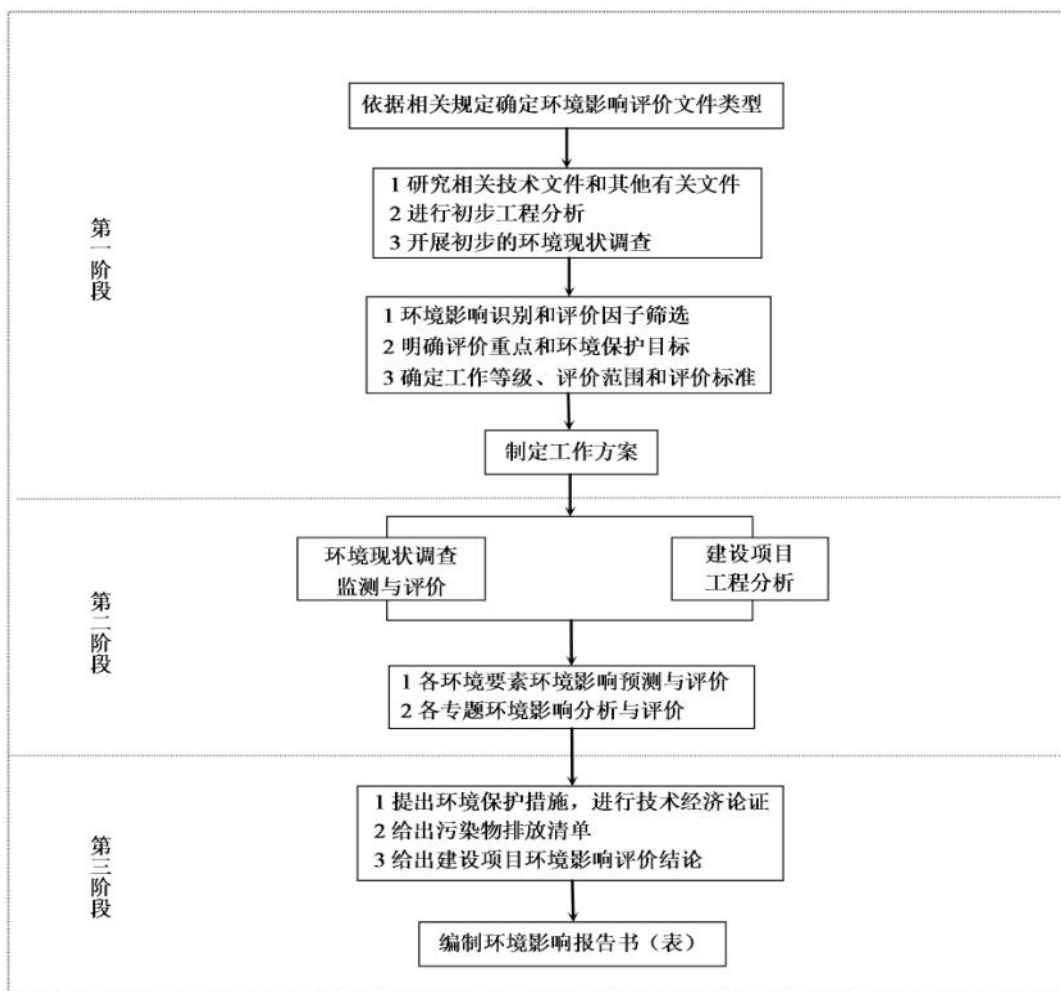 依据相关规定确定环境影响评价文件类型
1 研究相关技术文件和其他有关文件
2 进行初步工程分析
3 开展初步的环境现状调查
第一阶段
1 环境影响识别和评价因子筛选
2 明确评价重点和环境保护目标
3 确定工作等级、评价范围和评价标准
制定工作方案
环境现状调查
监测与评价
建设项目
工程分析
第二阶段
1 各环境要素环境影响预测与评价
2 各专题环境影响分析与评价
1 提出环境保护措施，进行技术经济论证
2 给出污染物排放清单
3 给出建设项目环境影响评价结论
第三阶段
编制环境影响报告书（表）